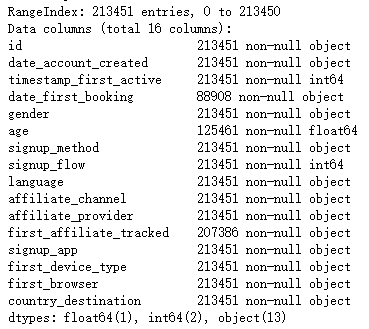 RangeIndex: 213451 entries, 0 to 213450
Data columns (total 16 columns):
id                         213451 non-null object
date_account_created       213451 non-null object
timestamp_first_active     213451 non-null int64
date_first_booking         88908 non-null object
gender                     213451 non-null object
age                        125461 non-null float64
signup_method              213451 non-null object
signup_flow                213451 non-null int64
language                   213451 non-null object
affiliate_channel          213451 non-null object
affiliate_provider         213451 non-null object
first_affiliate_tracked    207386 non-null object
signup_app                 213451 non-null object
first_device_type          213451 non-null object
first_browser              213451 non-null object
country_destination        213451 non-null object
dtypes: float64(1), int64(2), object(13)